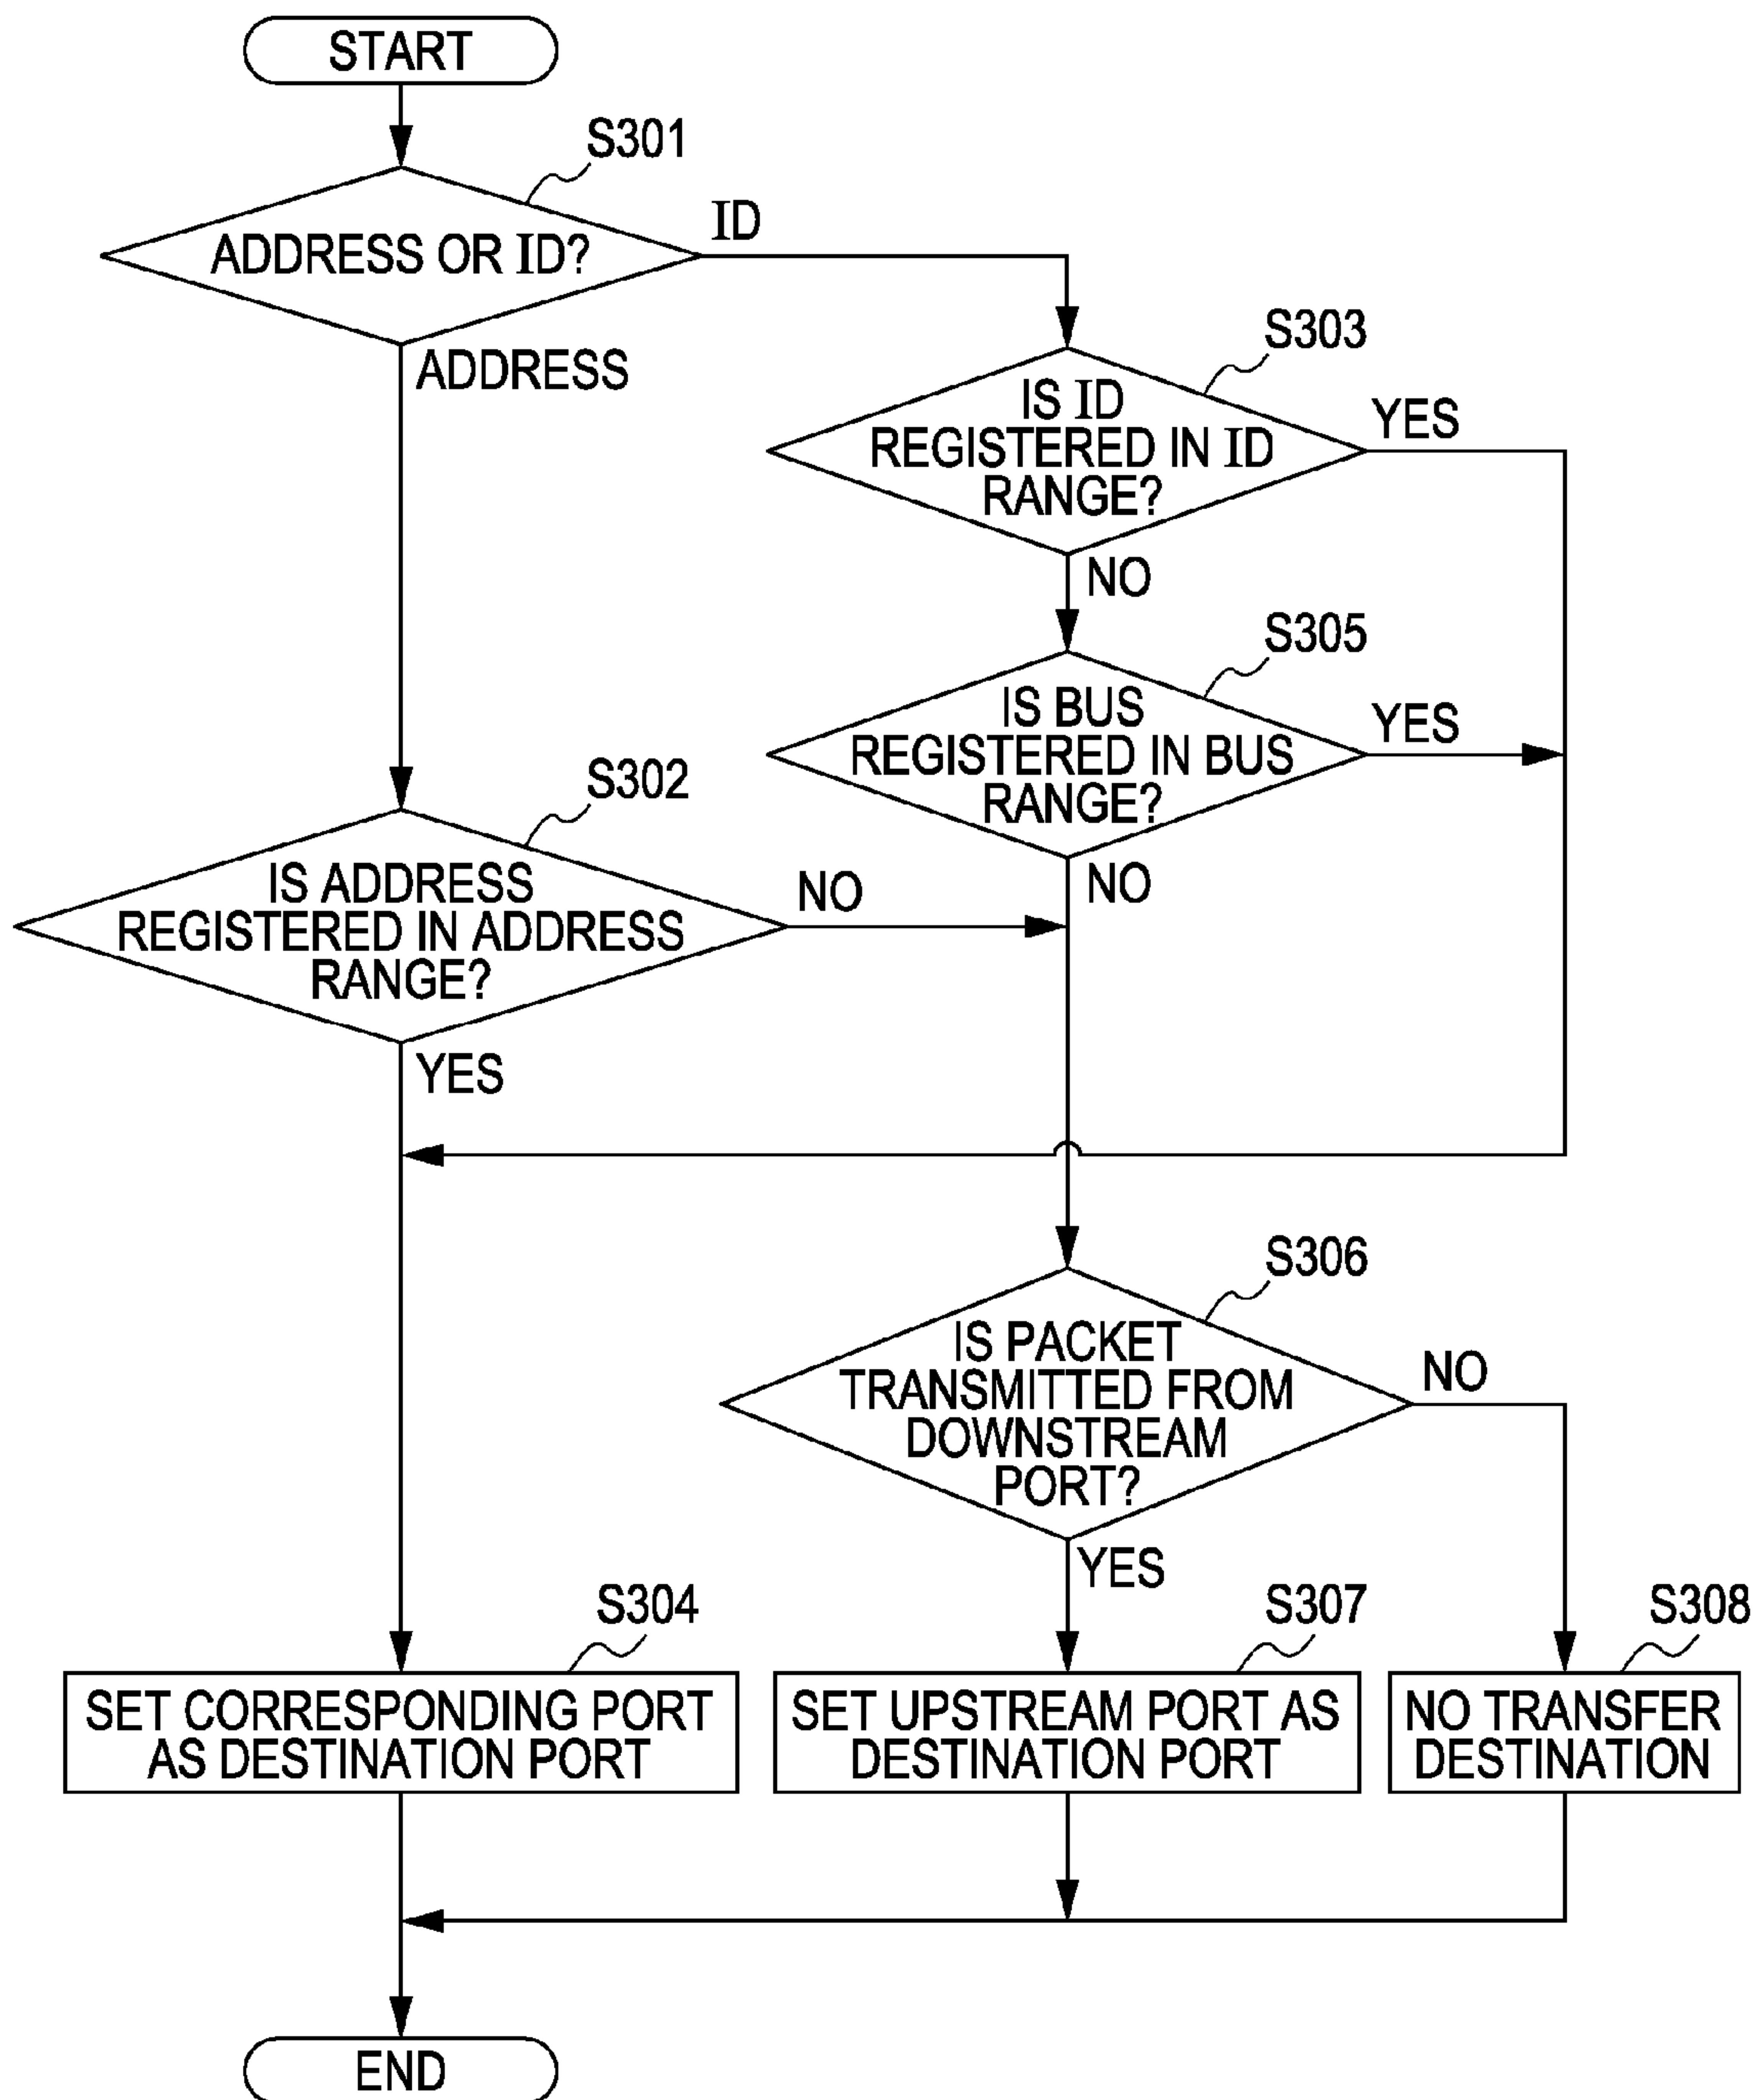 START
S301
ADDRESS OR ID?
ID
ADDRESS
S303
IS ID
REGISTERED IN ID
RANGE?
YES
NO
S305
IS BUS
REGISTERED IN BUS
RANGE?
YES
NO
S302
IS ADDRESS
REGISTERED IN ADDRESS
RANGE?
NO
YES
S306
IS PACKET
TRANSMITTED FROM
DOWNSTREAM
PORT?
NO
YES
S304
SET CORRESPONDING PORT
AS DESTINATION PORT
S307
SET UPSTREAM PORT AS
DESTINATION PORT
S308
NO TRANSFER
DESTINATION
END